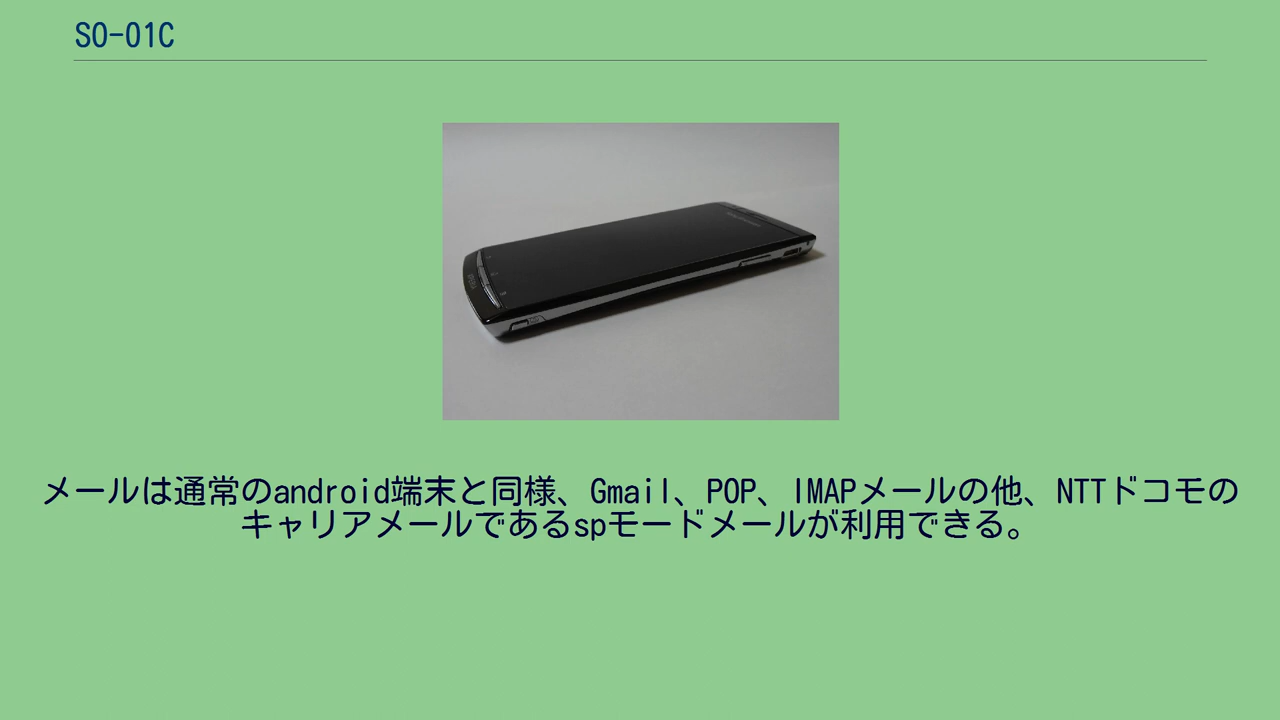 SO-01C
メールは通常のandroid端末と同様、Gmail、POP、IMAPメールの他、NTTドコモの
キャリアメールであるspモードメールが利用できる。